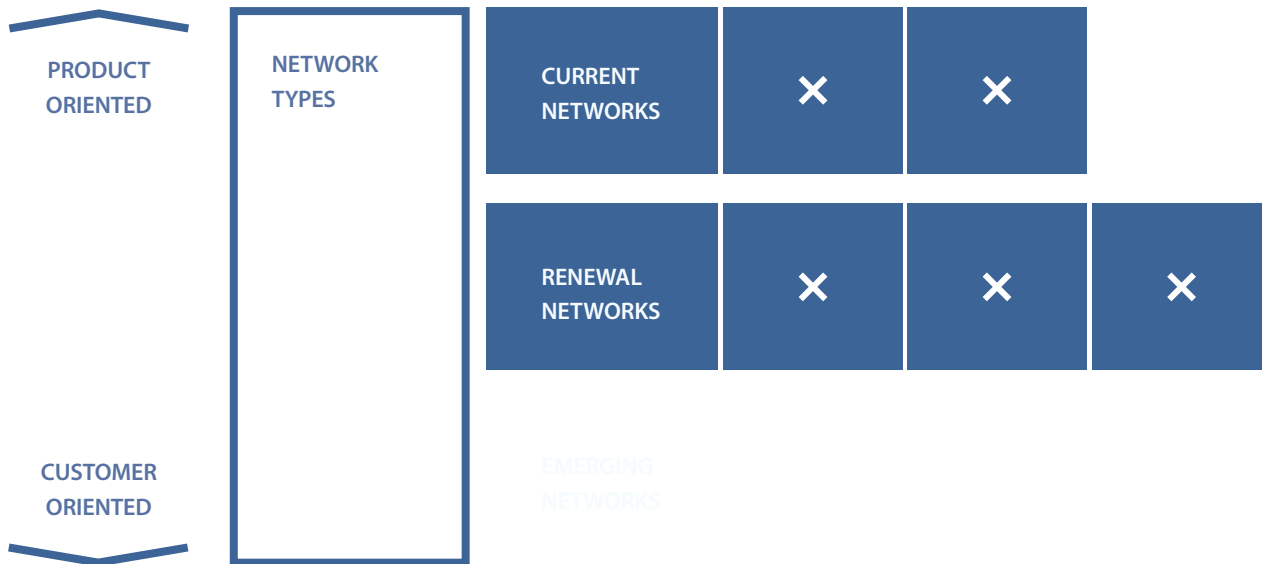 PRODUCT
ORIENTED
NETWORK
TYPES
CURRENT
NETWORKS
RENEWAL
NETWORKS
CUSTOMER
ORIENTED
EMERGING
NETWORKS